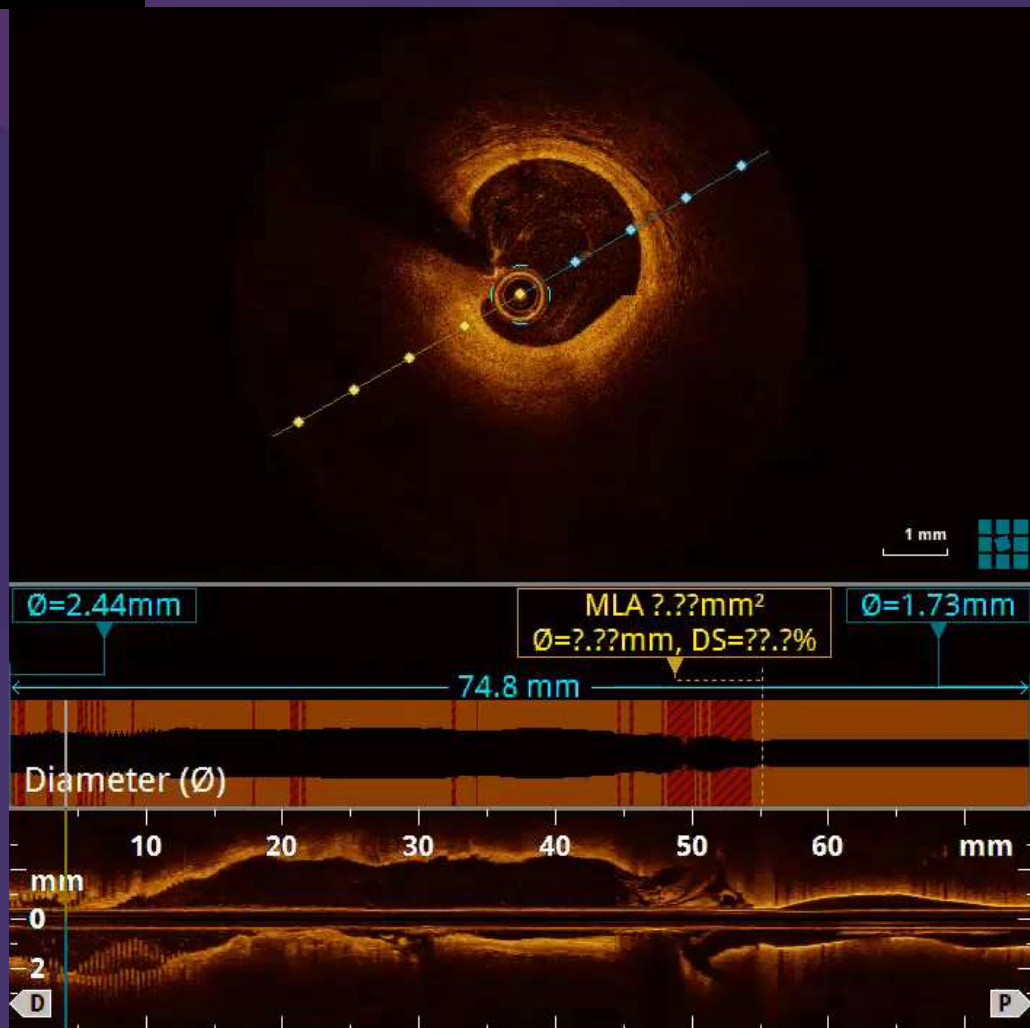 1 mm
Ø=2.44mm
MLA ?.??mm²
Ø=?.??mm, DS=??.?%
Ø=1.73mm
74.8 mm
Diameter (Ø)
10 20 30 40 50 60 mm
mm
0
2
D P